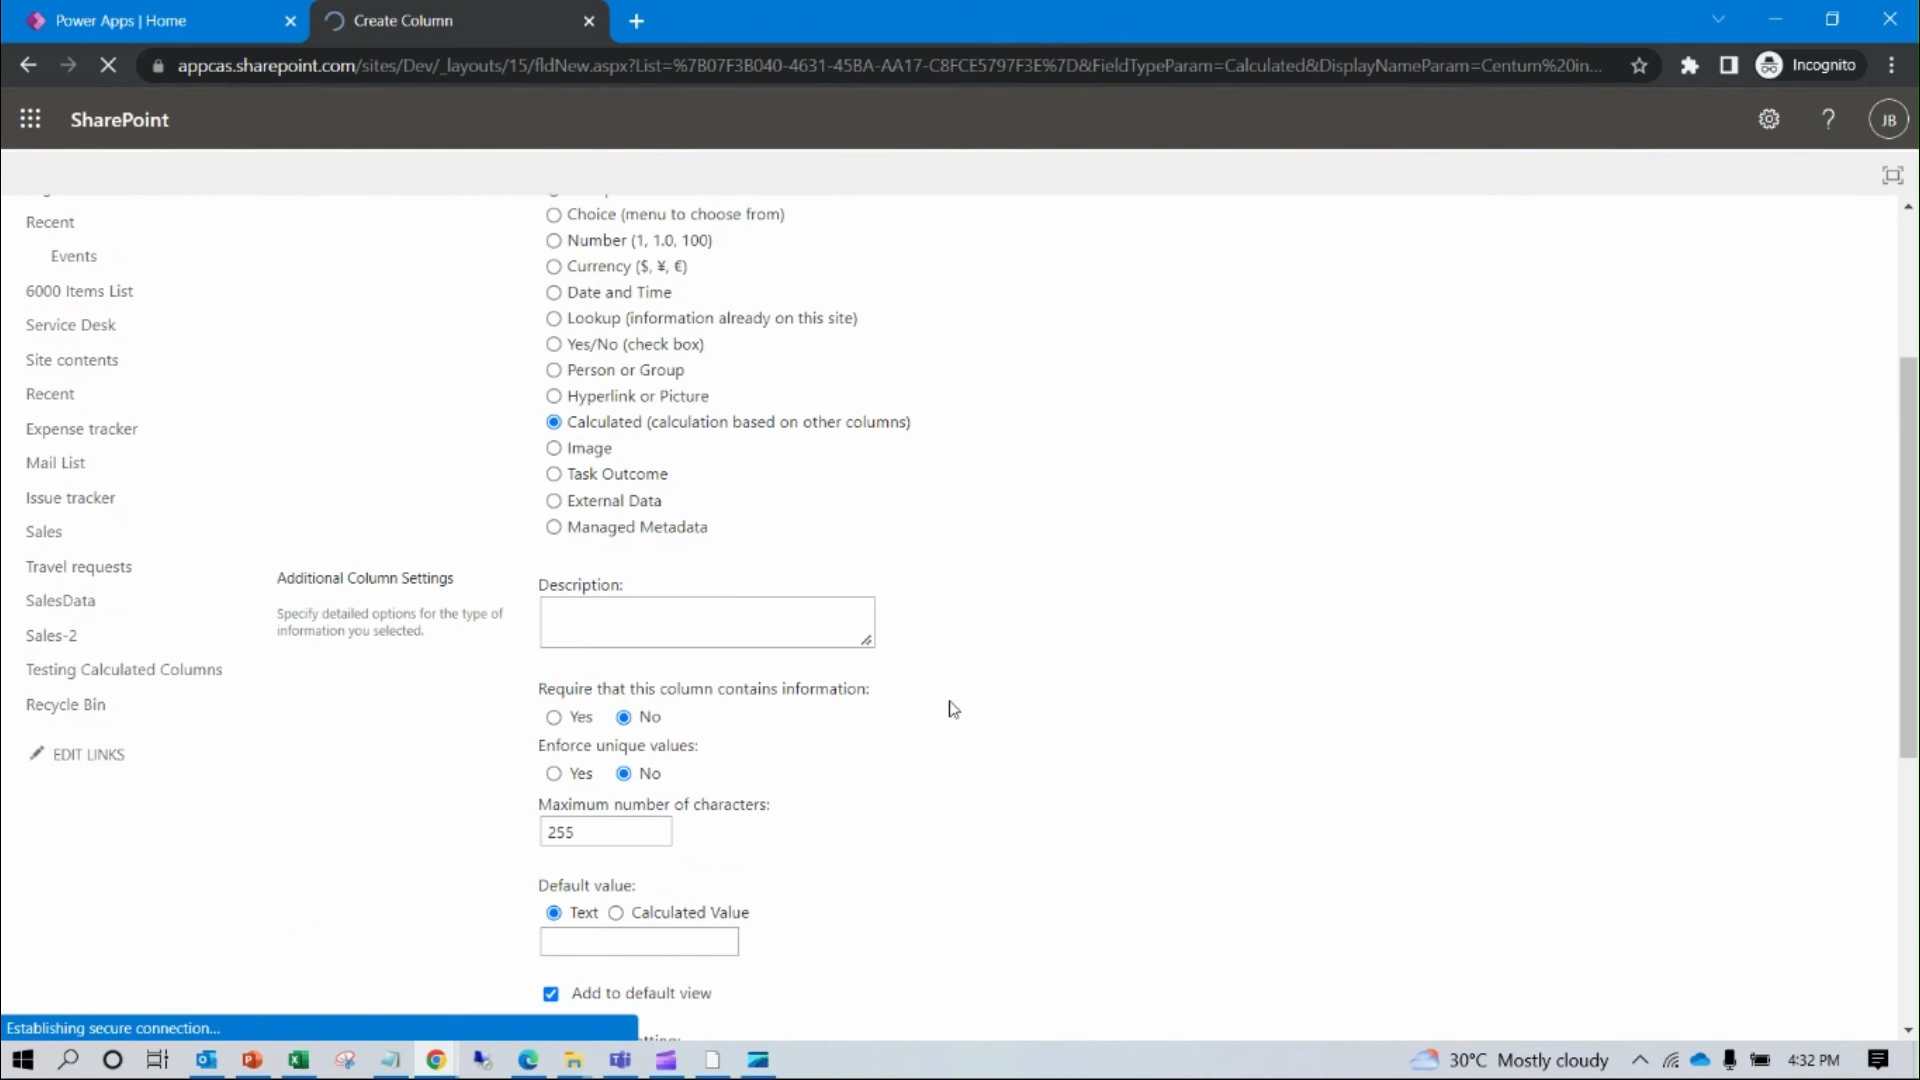 Power Apps | Home
Create Column
appcas.sharepoint.com/sites/Dev/_layouts/15/fldNew.aspx?List=%7B07F3B040-4631-45BA-AA17-C8FCE5797F3E%7D&FieldTypeParam=Calculated&DisplayNameParam=Centum%20in...
Incognito
SharePoint
?
JB
Recent
Events
6000 Items List
Service Desk
Site contents
Recent
Expense tracker
Mail List
Issue tracker
Sales
Travel requests
SalesData
Sales-2
Testing Calculated Columns
Recycle Bin
EDIT LINKS
Choice (menu to choose from)
Number (1, 1.0, 100)
Currency ($, ¥, €)
Date and Time
Lookup (information already on this site)
Yes/No (check box)
Person or Group
Hyperlink or Picture
Calculated (calculation based on other columns)
Image
Task Outcome
External Data
Managed Metadata
Additional Column Settings
Specify detailed options for the type of
information you selected.
Description:
Require that this column contains information:
Yes No
Enforce unique values:
Yes No
Maximum number of characters:
255
Default value:
Text Calculated Value
Add to default view
Establishing secure connection...
30°C Mostly cloudy
4:32 PM